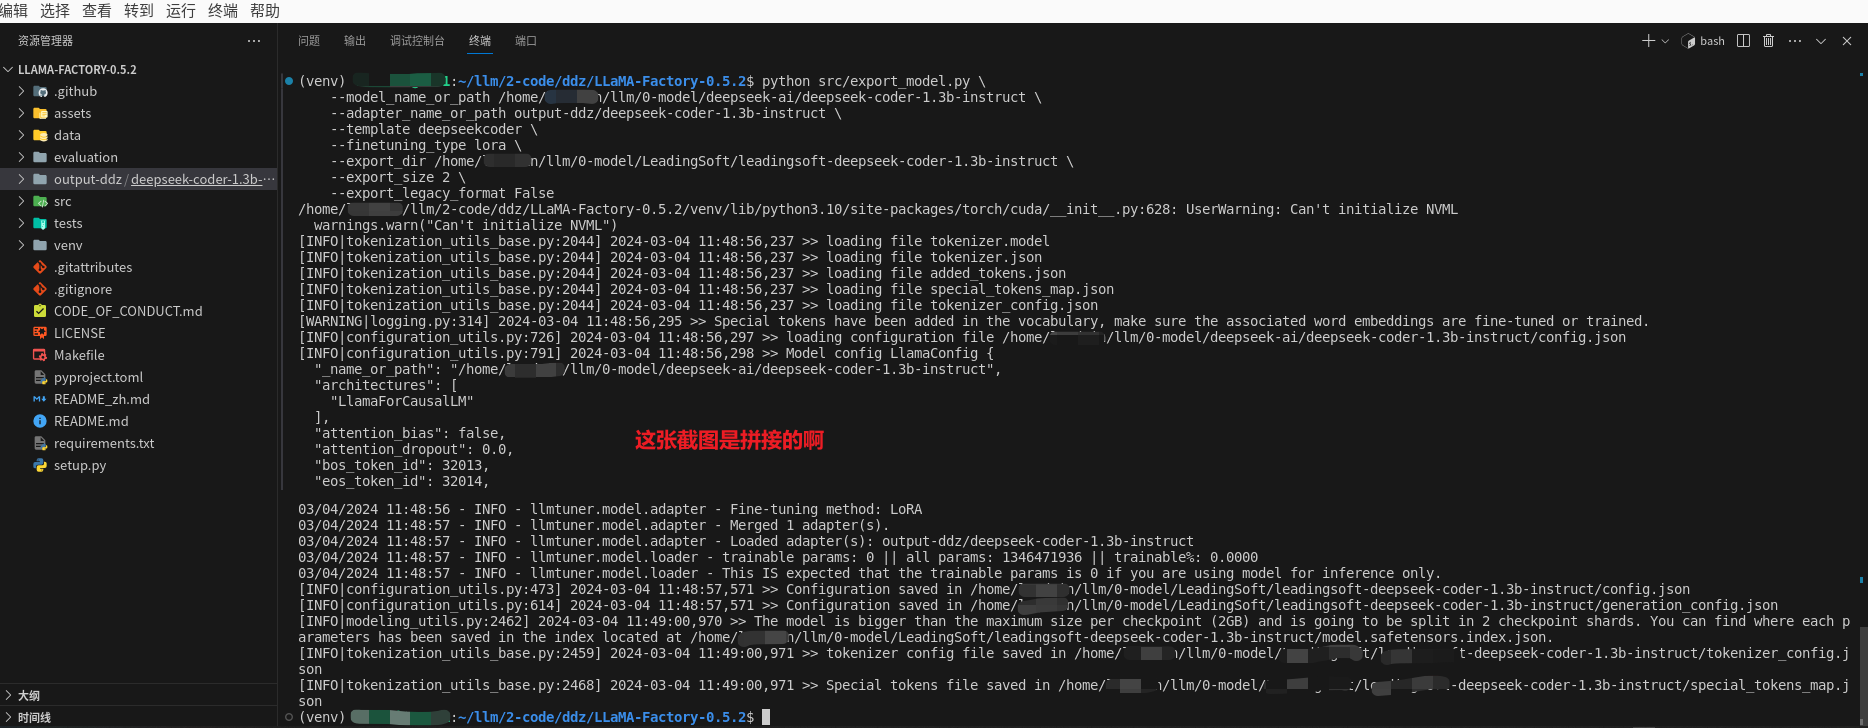 编辑 选择 查看 转到 运行 终端 帮助
资源管理器 ···
LLAMA-FACTORY-0.5.2
.github
assets
data
evaluation
output-ddz / deepseek-coder-1.3b-···
src
tests
venv
.gitattributes
.gitignore
CODE_OF_CONDUCT.md
LICENSE
Makefile
pyproject.toml
README_zh.md
README.md
requirements.txt
setup.py
大纲
时间线
问题 输出 调试控制台 终端 端口
bash
(venv) 1:~/llm/2-code/ddz/LLaMA-Factory-0.5.2$ python src/export_model.py \
--model_name_or_path /home/ n/llm/0-model/deepseek-ai/deepseek-coder-1.3b-instruct \
--adapter_name_or_path output-ddz/deepseek-coder-1.3b-instruct \
--template deepseekcoder \
--finetuning_type lora \
--export_dir /home/ n/llm/0-model/LeadingSoft/leadingsoft-deepseek-coder-1.3b-instruct \
--export_size 2 \
--export_legacy_format False
/home/ /llm/2-code/ddz/LLaMA-Factory-0.5.2/venv/lib/python3.10/site-packages/torch/cuda/__init__.py:628: UserWarning: Can't initialize NVML
warnings.warn("Can't initialize NVML")
[INFO|tokenization_utils_base.py:2044] 2024-03-04 11:48:56,237 >> loading file tokenizer.model
[INFO|tokenization_utils_base.py:2044] 2024-03-04 11:48:56,237 >> loading file tokenizer.json
[INFO|tokenization_utils_base.py:2044] 2024-03-04 11:48:56,237 >> loading file added_tokens.json
[INFO|tokenization_utils_base.py:2044] 2024-03-04 11:48:56,237 >> loading file special_tokens_map.json
[INFO|tokenization_utils_base.py:2044] 2024-03-04 11:48:56,237 >> loading file tokenizer_config.json
[WARNING|logging.py:314] 2024-03-04 11:48:56,295 >> Special tokens have been added in the vocabulary, make sure the associated word embeddings are fine-tuned or trained.
[INFO|configuration_utils.py:726] 2024-03-04 11:48:56,297 >> loading configuration file /home/ /llm/0-model/deepseek-ai/deepseek-coder-1.3b-instruct/config.json
[INFO|configuration_utils.py:791] 2024-03-04 11:48:56,298 >> Model config LlamaConfig {
"_name_or_path": "/home/ /llm/0-model/deepseek-ai/deepseek-coder-1.3b-instruct",
"architectures": [
"LlamaForCausalLM"
],
"attention_bias": false,
这张截图是拼接的啊
"attention_dropout": 0.0,
"bos_token_id": 32013,
"eos_token_id": 32014,
03/04/2024 11:48:56 - INFO - llmtuner.model.adapter - Fine-tuning method: LoRA
03/04/2024 11:48:57 - INFO - llmtuner.model.adapter - Merged 1 adapter(s).
03/04/2024 11:48:57 - INFO - llmtuner.model.adapter - Loaded adapter(s): output-ddz/deepseek-coder-1.3b-instruct
03/04/2024 11:48:57 - INFO - llmtuner.model.loader - trainable params: 0 || all params: 1346471936 || trainable%: 0.0000
03/04/2024 11:48:57 - INFO - llmtuner.model.loader - This IS expected that the trainable params is 0 if you are using model for inference only.
[INFO|configuration_utils.py:473] 2024-03-04 11:48:57,571 >> Configuration saved in /home/ n/llm/0-model/LeadingSoft/leadingsoft-deepseek-coder-1.3b-instruct/config.json
[INFO|configuration_utils.py:614] 2024-03-04 11:48:57,571 >> Configuration saved in /home/ n/llm/0-model/LeadingSoft/leadingsoft-deepseek-coder-1.3b-instruct/generation_config.json
[INFO|modeling_utils.py:2462] 2024-03-04 11:49:00,970 >> The model is bigger than the maximum size per checkpoint (2GB) and is going to be split in 2 checkpoint shards. You can find where each p
arameters has been saved in the index located at /home/ n/llm/0-model/LeadingSoft/leadingsoft-deepseek-coder-1.3b-instruct/model.safetensors.index.json.
[INFO|tokenization_utils_base.py:2459] 2024-03-04 11:49:00,971 >> tokenizer config file saved in /home/ n/llm/0-model/ ft-deepseek-coder-1.3b-instruct/tokenizer_config.j
son
[INFO|tokenization_utils_base.py:2468] 2024-03-04 11:49:00,971 >> Special tokens file saved in /home/ /llm/0-model/ -deepseek-coder-1.3b-instruct/special_tokens_map.j
son
(venv) :~/llm/2-code/ddz/LLaMA-Factory-0.5.2$